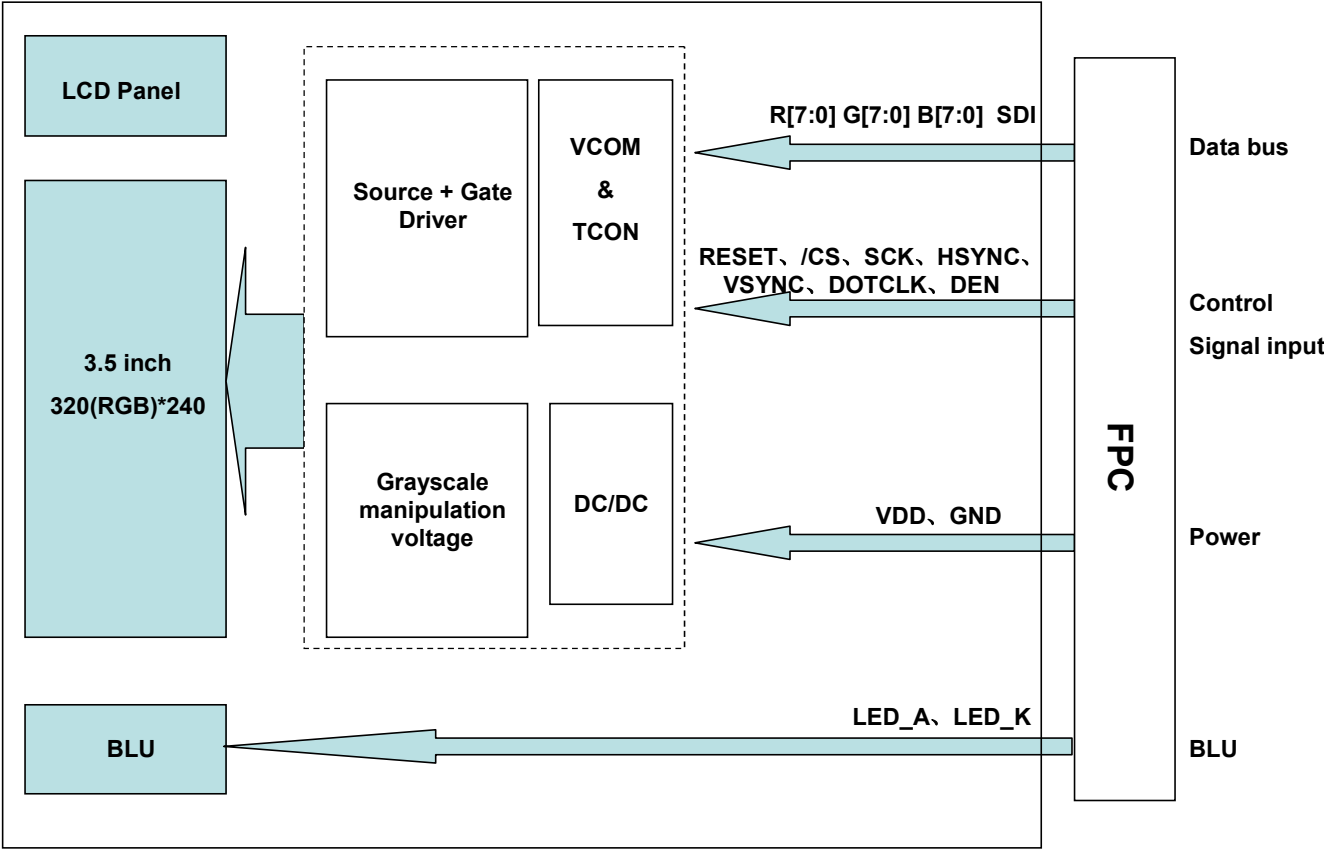 LCD Panel
3.5 inch
320(RGB)*240
BLU
Source + Gate
Driver
VCOM
&
TCON
Grayscale
manipulation
voltage
DC/DC
R[7:0] G[7:0] B[7:0] SDI
RESET、/CS、SCK、HSYNC、
VSYNC、DOTCLK、DEN
VDD、GND
LED_A、LED_K
FPC
Data bus
Control
Signal input
Power
BLU